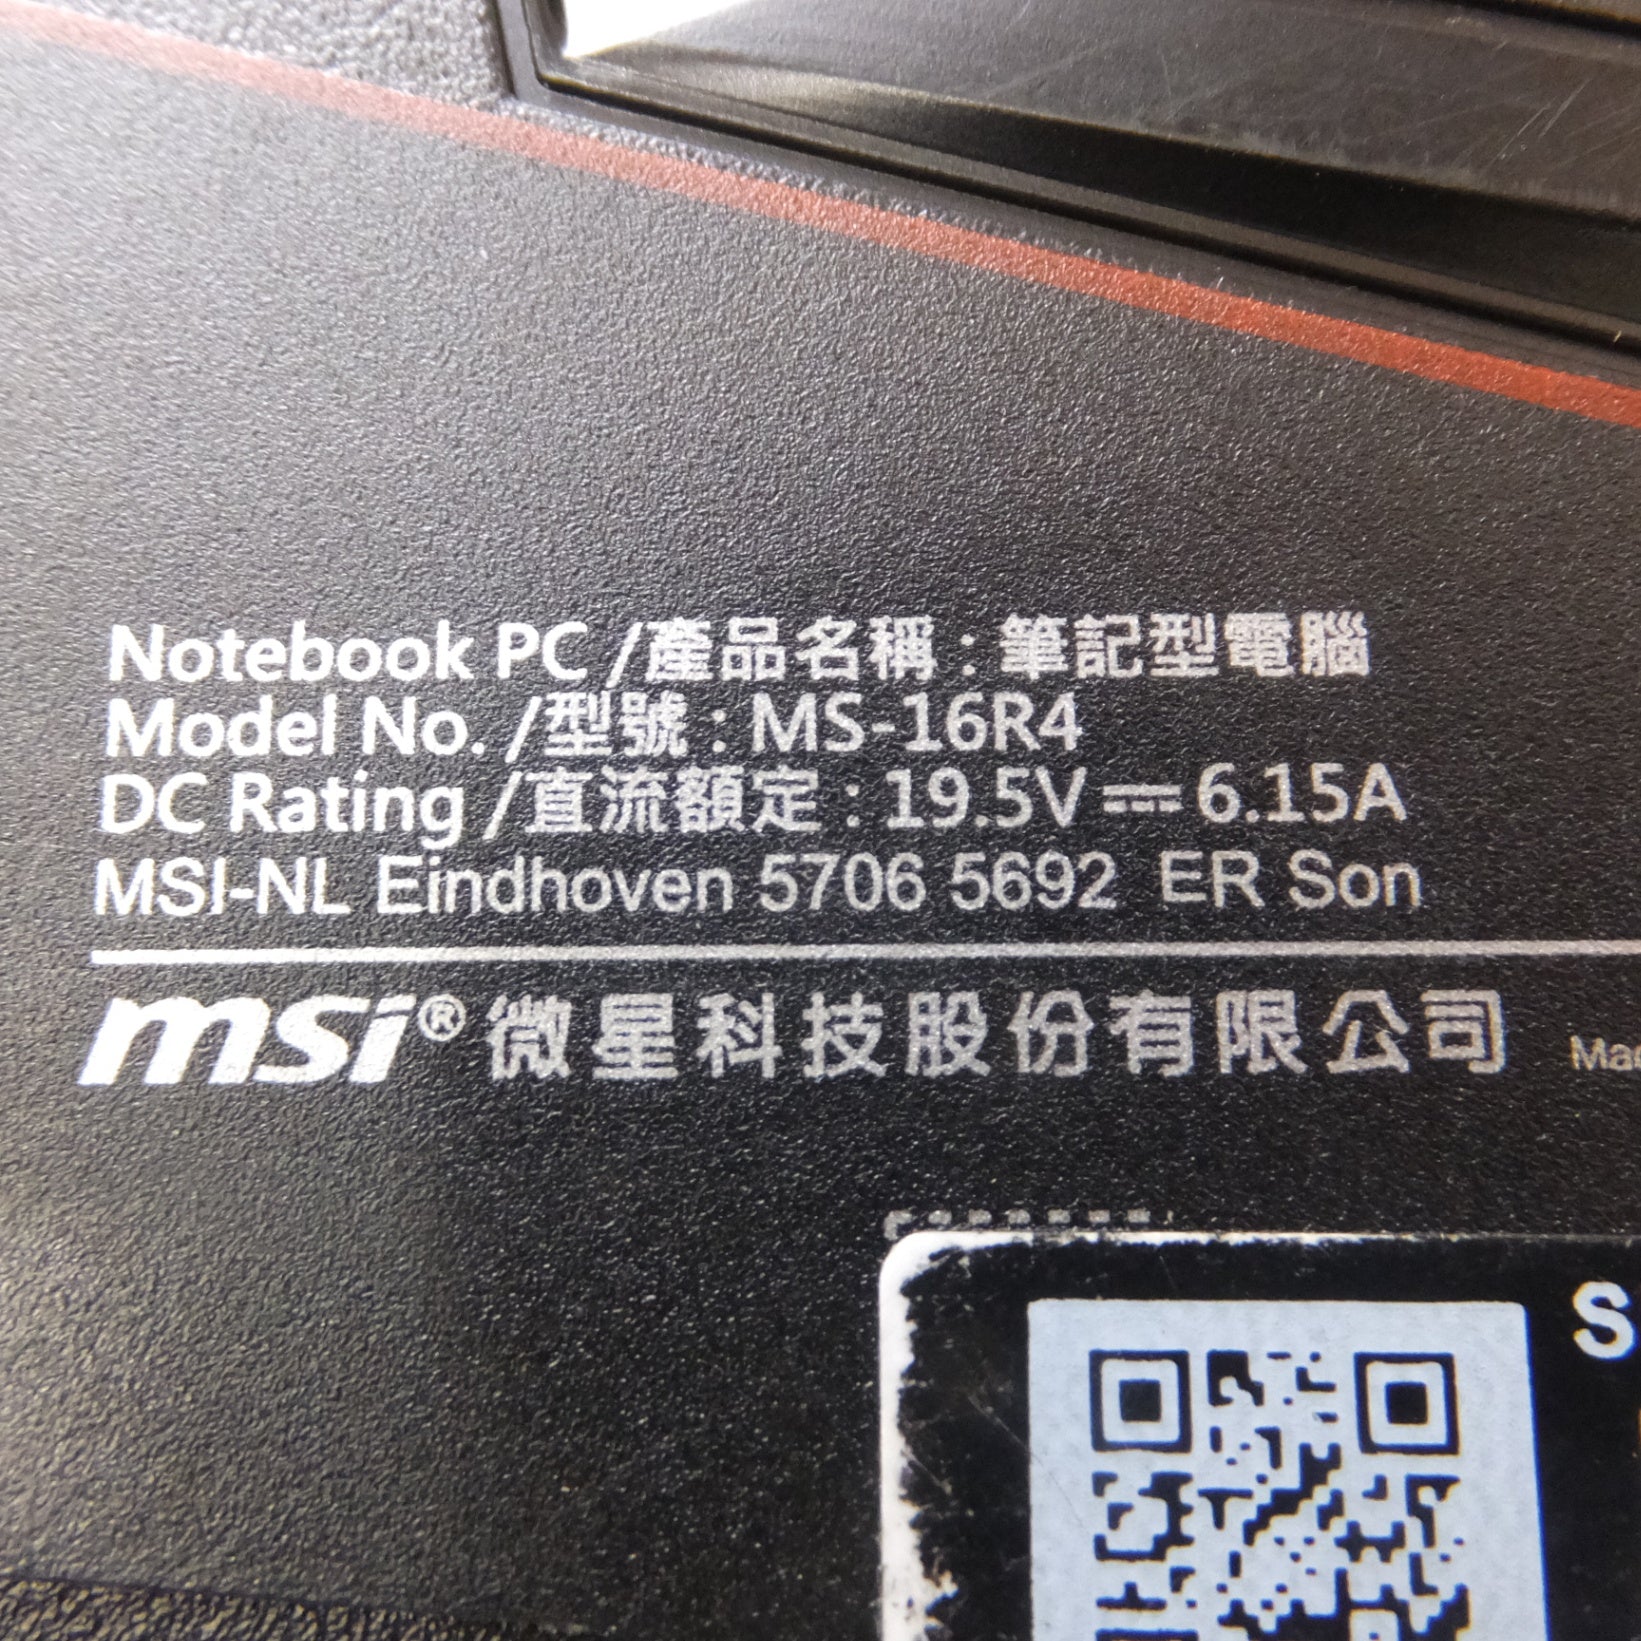 Notebook PC /產品名稱 : 筆記型電腦
Model No. /型號 : MS-16R4
DC Rating /直流額定 : 19.5V ⎓ 6.15A
MSI-NL Eindhoven 5706 5692 ER Son
msi® 微星科技股份有限公司